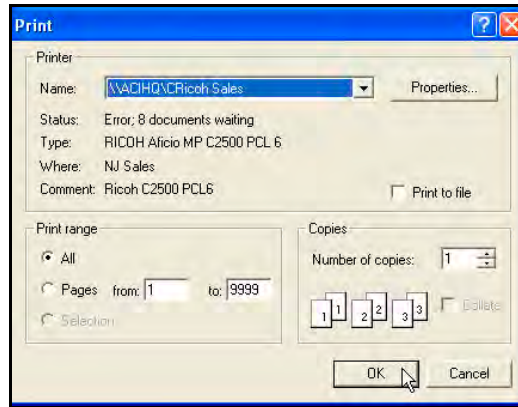 Print
Printer
Name: \\ACIHQ\CRicoh Sales Properties...
Status: Error; 8 documents waiting
Type: RICOH Aficio MP C2500 PCL 6
Where: NJ Sales
Comment: Ricoh C2500 PCL6 Print to file
Print range
All
Pages from: 1 to: 9999
Selection
Copies
Number of copies: 1
1 1 2 2 3 3 Collate
OK Cancel